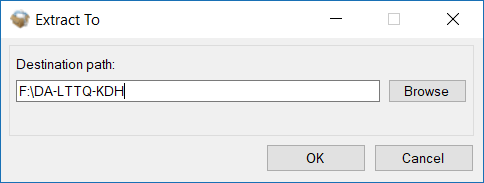 Extract To
Destination path:
F:\DA-LTTQ-KDH
Browse
OK
Cancel